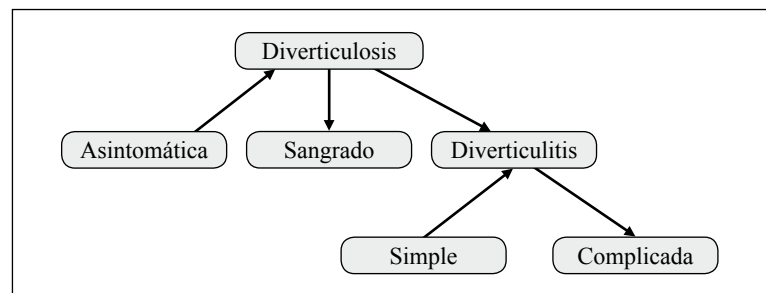 Diverticulosis
Asintomática
Sangrado
Diverticulitis
Simple
Complicada